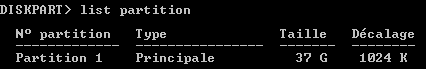 DISKPART> list partition
N° partition Type Taille Décalage
------------- ---------------- ------- --------
Partition 1 Principale 37 G 1024 K